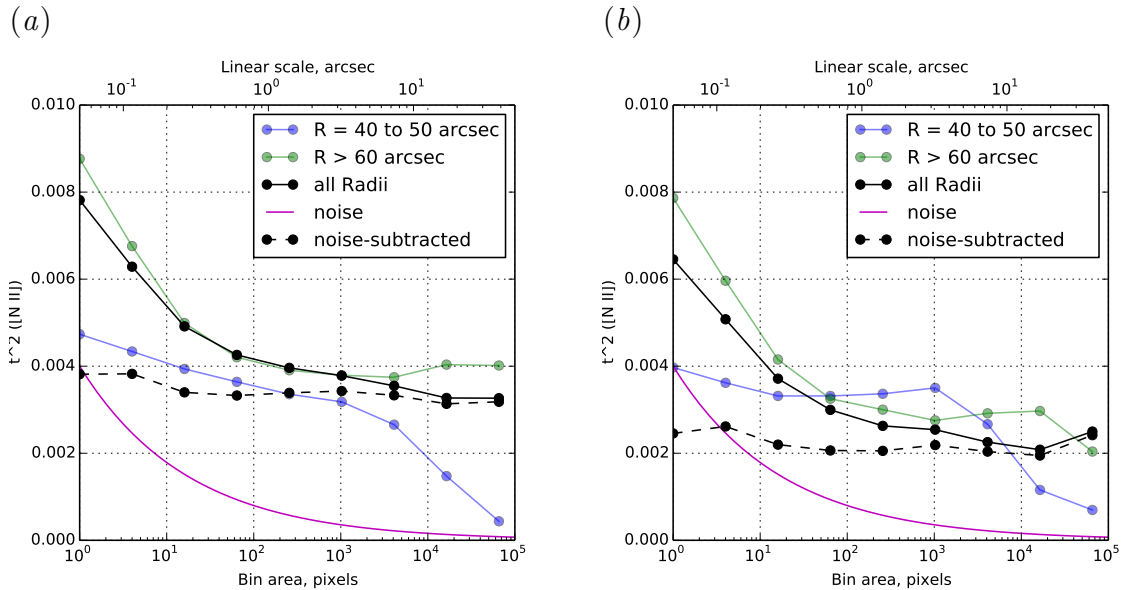 (a)
Linear scale, arcsec
10^-1 10^0 10^1
0.010
0.008
0.006
0.004
0.002
0.000
t^2 ([N II])
R = 40 to 50 arcsec
R > 60 arcsec
all Radii
noise
noise-subtracted
10^0 10^1 10^2 10^3 10^4 10^5
Bin area, pixels
(b)
Linear scale, arcsec
10^-1 10^0 10^1
0.010
0.008
0.006
0.004
0.002
0.000
t^2 ([N II])
R = 40 to 50 arcsec
R > 60 arcsec
all Radii
noise
noise-subtracted
10^0 10^1 10^2 10^3 10^4 10^5
Bin area, pixels